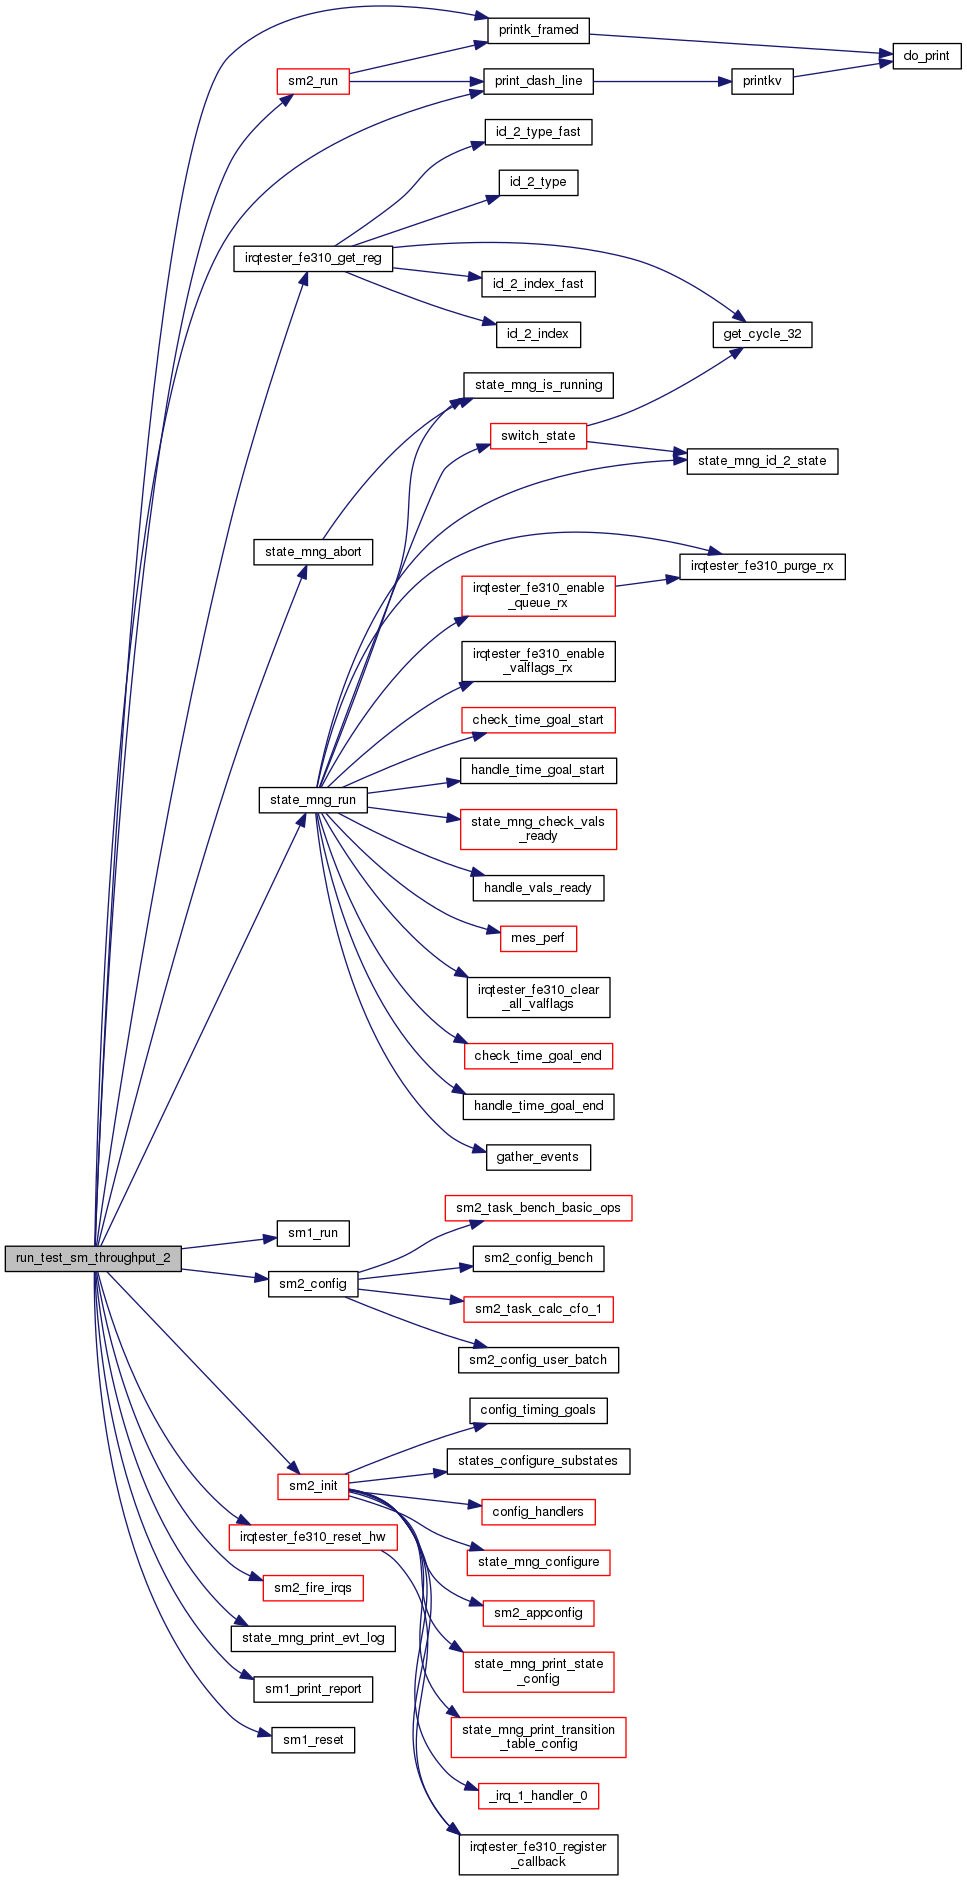 printk_framed
do_print
sm2_run
print_dash_line
printkv
id_2_type_fast
id_2_type
irqtester_fe310_get_reg
id_2_index_fast
id_2_index
get_cycle_32
state_mng_is_running
switch_state
state_mng_id_2_state
state_mng_abort
irqtester_fe310_purge_rx
irqtester_fe310_enable
_queue_rx
irqtester_fe310_enable
_valflags_rx
check_time_goal_start
handle_time_goal_start
state_mng_run
state_mng_check_vals
_ready
handle_vals_ready
mes_perf
irqtester_fe310_clear
_all_valflags
check_time_goal_end
handle_time_goal_end
gather_events
sm2_task_bench_basic_ops
sm1_run
run_test_sm_throughput_2
sm2_config_bench
sm2_config
sm2_task_calc_cfo_1
sm2_config_user_batch
config_timing_goals
states_configure_substates
sm2_init
config_handlers
irqtester_fe310_reset_hw
state_mng_configure
sm2_fire_irqs
sm2_appconfig
state_mng_print_evt_log
state_mng_print_state
_config
sm1_print_report
sm1_reset
state_mng_print_transition
_table_config
_irq_1_handler_0
irqtester_fe310_register
_callback